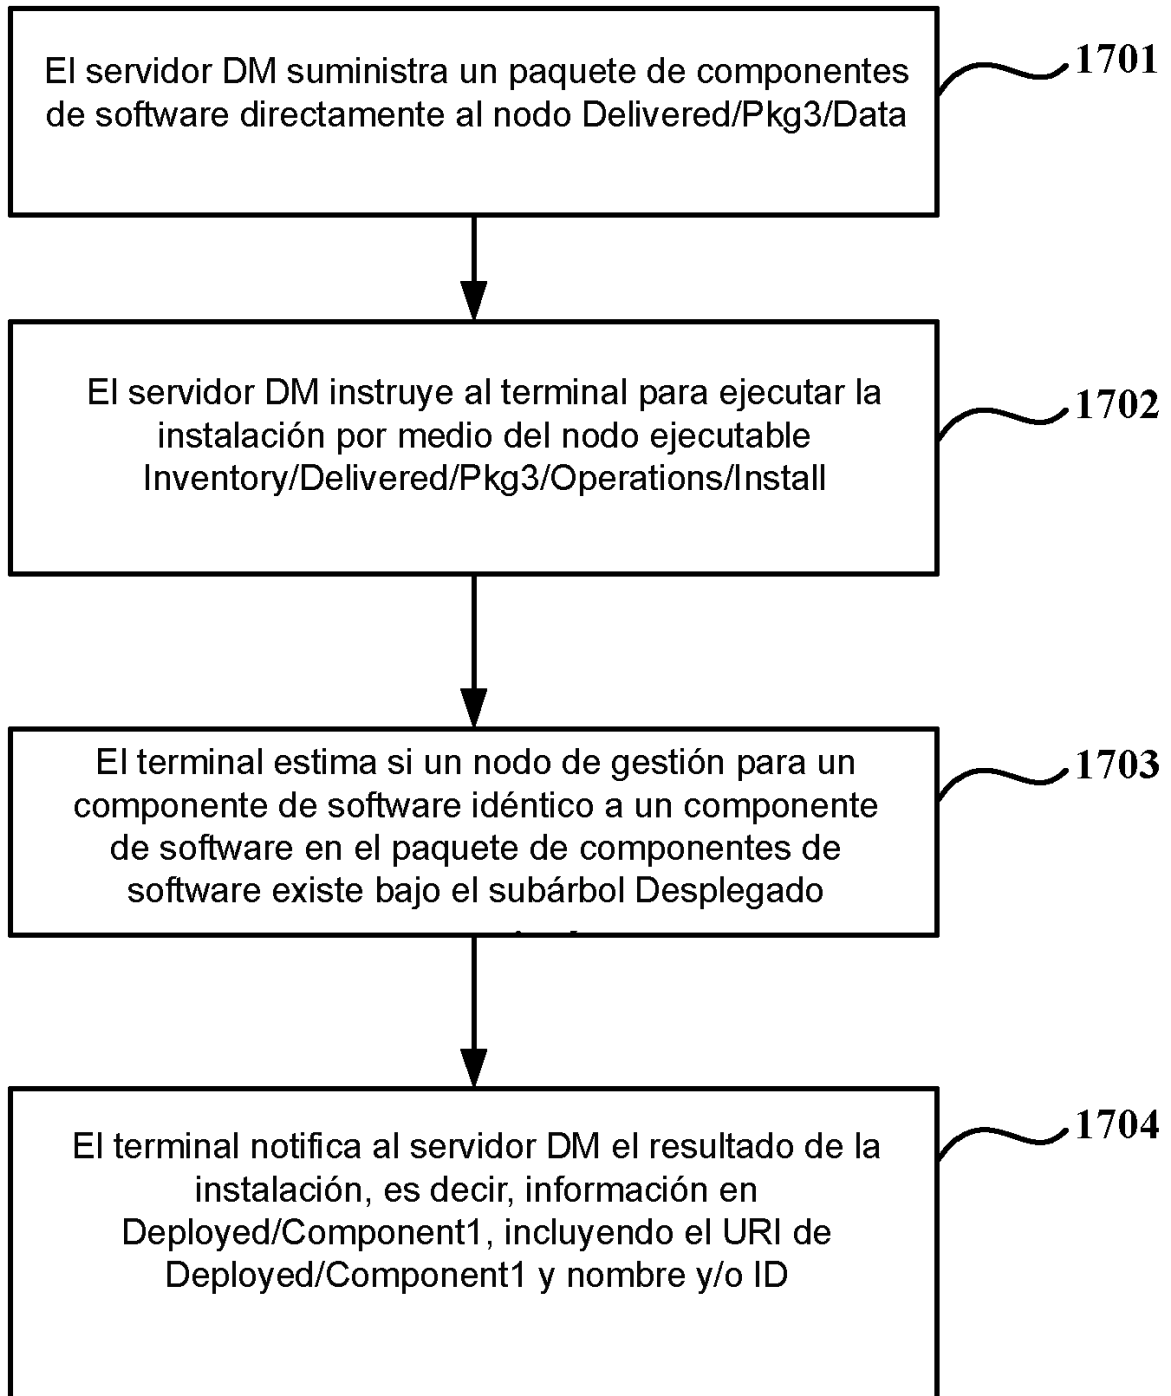 El servidor DM suministra un paquete de componentes
de software directamente al nodo Delivered/Pkg3/Data
1701
El servidor DM instruye al terminal para ejecutar la
instalación por medio del nodo ejecutable
Inventory/Delivered/Pkg3/Operations/Install
1702
El terminal estima si un nodo de gestión para un
componente de software idéntico a un componente
de software en el paquete de componentes de
software existe bajo el subárbol Desplegado
1703
El terminal notifica al servidor DM el resultado de la
instalación, es decir, información en
Deployed/Component1, incluyendo el URI de
Deployed/Component1 y nombre y/o ID
1704